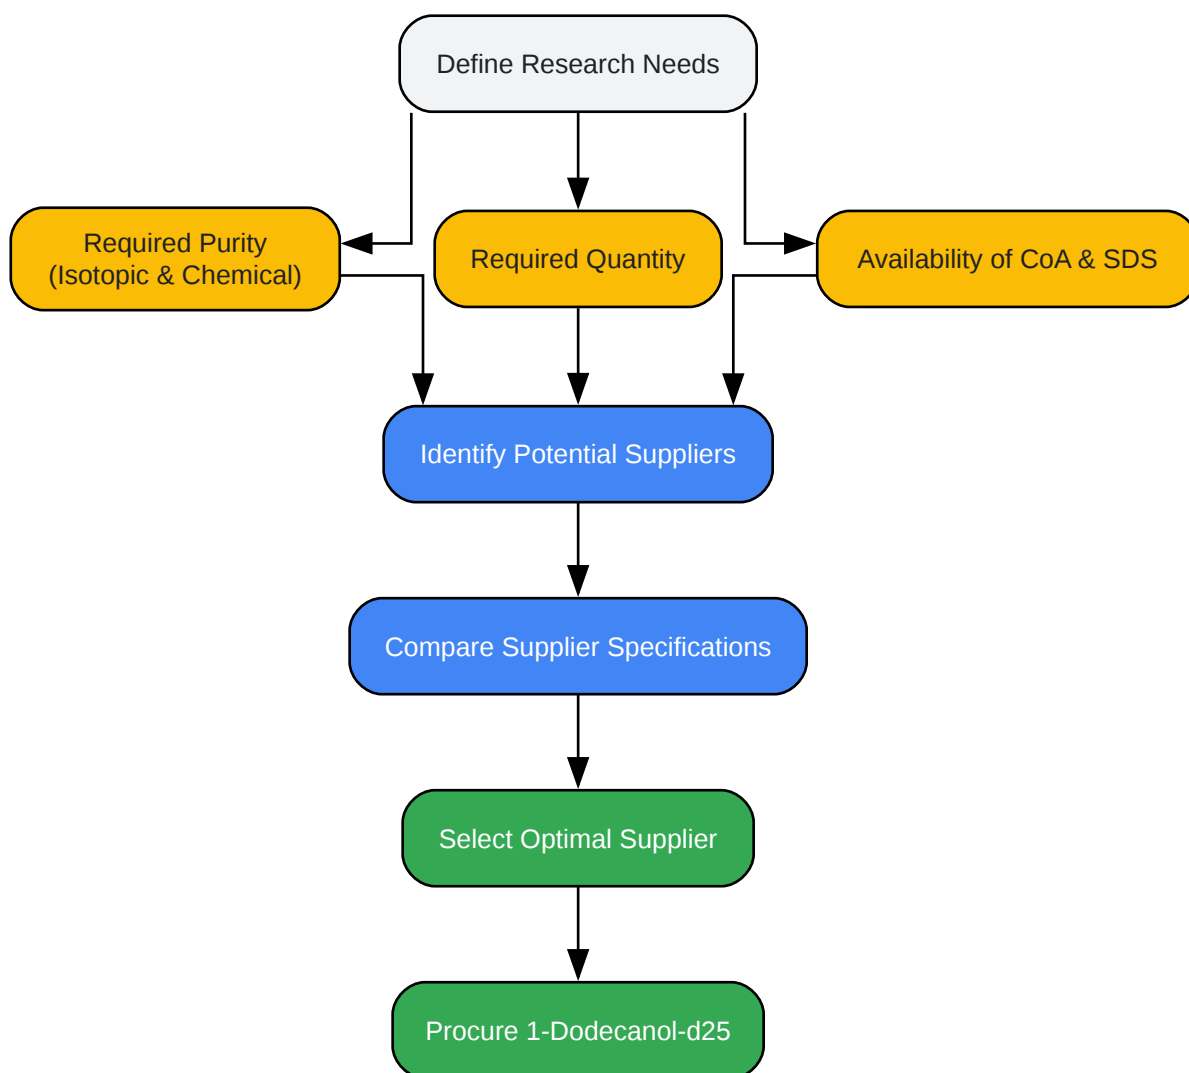 Define Research Needs
Required Purity
(Isotopic & Chemical)
Required Quantity
Availability of CoA & SDS
Identify Potential Suppliers
Compare Supplier Specifications
Select Optimal Supplier
Procure 1-Dodecanol-d25